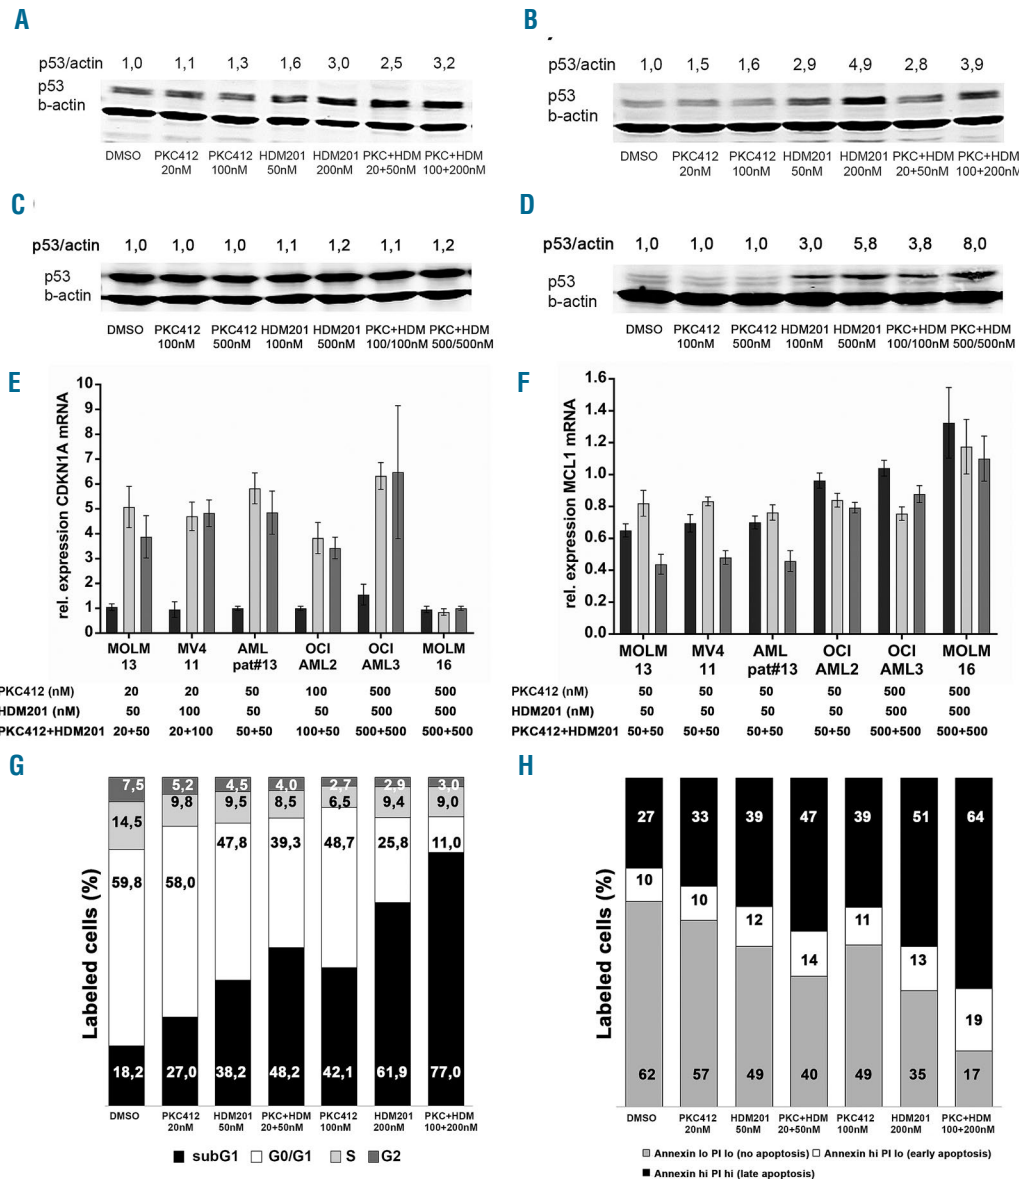 A
p53/actin 1,0 1,1 1,3 1,6 3,0 2,5 3,2
p53
b-actin
DMSO PKC412 PKC412 HDM201 HDM201 PKC+HDM PKC+HDM
20nM 100nM 50nM 200nM 20+50nM 100+200nM
B
p53/actin 1,0 1,5 1,6 2,9 4,9 2,8 3,9
p53
b-actin
DMSO PKC412 PKC412 HDM201 HDM201 PKC+HDM PKC+HDM
20nM 100nM 50nM 200nM 20+50nM 100+200nM
C
p53/actin 1,0 1,0 1,0 1,1 1,2 1,1 1,2
p53
b-actin
DMSO PKC412 PKC412 HDM201 HDM201 PKC+HDM PKC+HDM
100nM 500nM 100nM 500nM 100/100nM 500/500nM
D
p53/actin 1,0 1,0 1,0 3,0 5,8 3,8 8,0
p53
b-actin
DMSO PKC412 PKC412 HDM201 HDM201 PKC+HDM PKC+HDM
100nM 500nM 100nM 500nM 100/100nM 500/500nM
E
rel. expression CDKN1A mRNA
10
9
8
7
6
5
4
3
2
1
0
MOLM MV4 AML OCI OCI MOLM
13 11 pat#13 AML2 AML3 16
PKC412 (nM) 20 20 50 100 500 500
HDM201 (nM) 50 100 50 50 500 500
PKC412+HDM201 20+50 20+100 50+50 100+50 500+500 500+500
F
rel. expression MCL1 mRNA
1.6
1.4
1.2
1.0
0.8
0.6
0.4
0.2
0.0
MOLM MV4 AML OCI OCI MOLM
13 11 pat#13 AML2 AML3 16
PKC412 (nM) 50 50 50 50 500 500
HDM201 (nM) 50 50 50 50 500 500
PKC412+HDM201 50+50 50+50 50+50 50+50 500+500 500+500
G
Labeled cells (%)
7,5 5,2 4,5 4,0 2,7 2,9 3,0
14,5 9,8 9,5 8,5 6,5 9,4 9,0
59,8 58,0 47,8 39,3 48,7 25,8 11,0
18,2 27,0 38,2 48,2 42,1 61,9 77,0
DMSO PKC412 HDM201 PKC+HDM PKC412 HDM201 PKC+HDM
20nM 50nM 20+50nM 100nM 200nM 100+200nM
subG1 G0/G1 S G2
H
Labeled cells (%)
27 33 39 47 39 51 64
10 10 12 14 11 13 19
62 57 49 40 49 35 17
DMSO PKC412 HDM201 PKC+HDM PKC412 HDM201 PKC+HDM
20nM 50nM 20+50nM 100nM 200nM 100+200nM
Annexin lo PI lo (no apoptosis) Annexin hi PI lo (early apoptosis)
Annexin hi PI hi (late apoptosis)